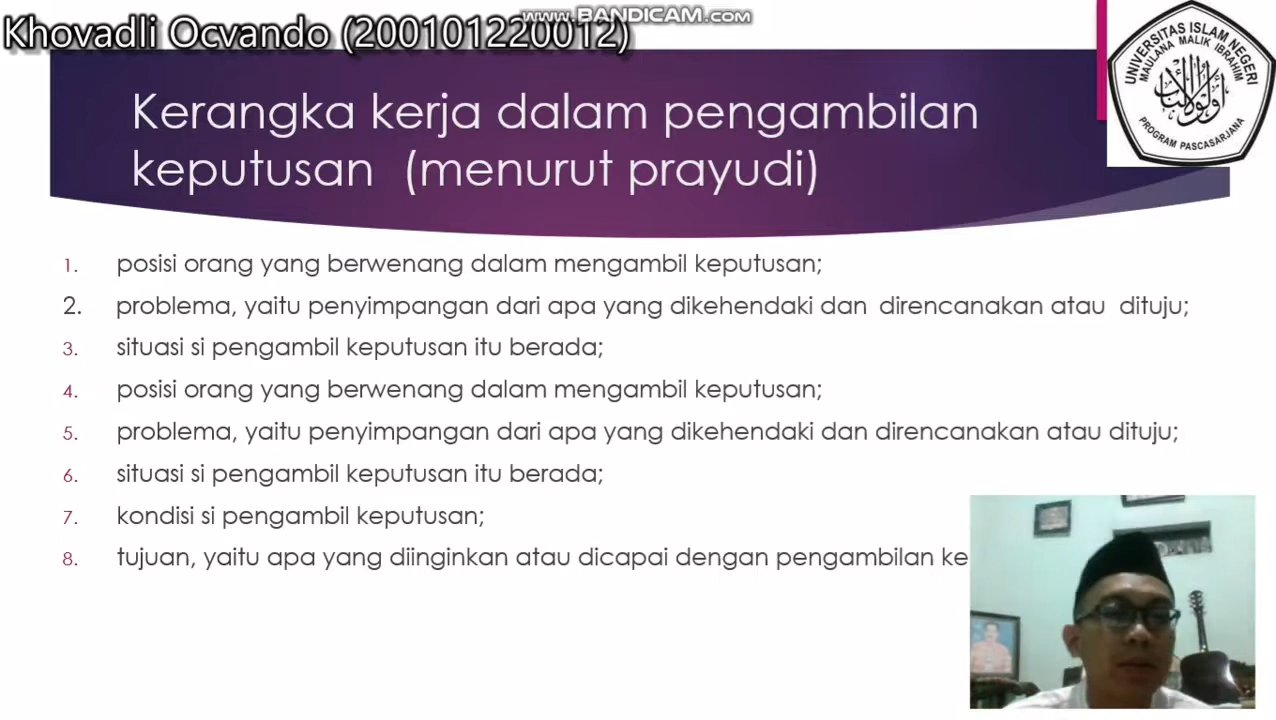 www.BANDICAM.com
Khovadli Ocvando (200101220012)
UNIVERSITAS ISLAM NEGERI
MAULANA MALIK IBRAHIM
PROGRAM PASCASARJANA
Kerangka kerja dalam pengambilan
keputusan (menurut prayudi)
1. posisi orang yang berwenang dalam mengambil keputusan;
2. problema, yaitu penyimpangan dari apa yang dikehendaki dan direncanakan atau dituju;
3. situasi si pengambil keputusan itu berada;
4. posisi orang yang berwenang dalam mengambil keputusan;
5. problema, yaitu penyimpangan dari apa yang dikehendaki dan direncanakan atau dituju;
6. situasi si pengambil keputusan itu berada;
7. kondisi si pengambil keputusan;
8. tujuan, yaitu apa yang diinginkan atau dicapai dengan pengambilan ke